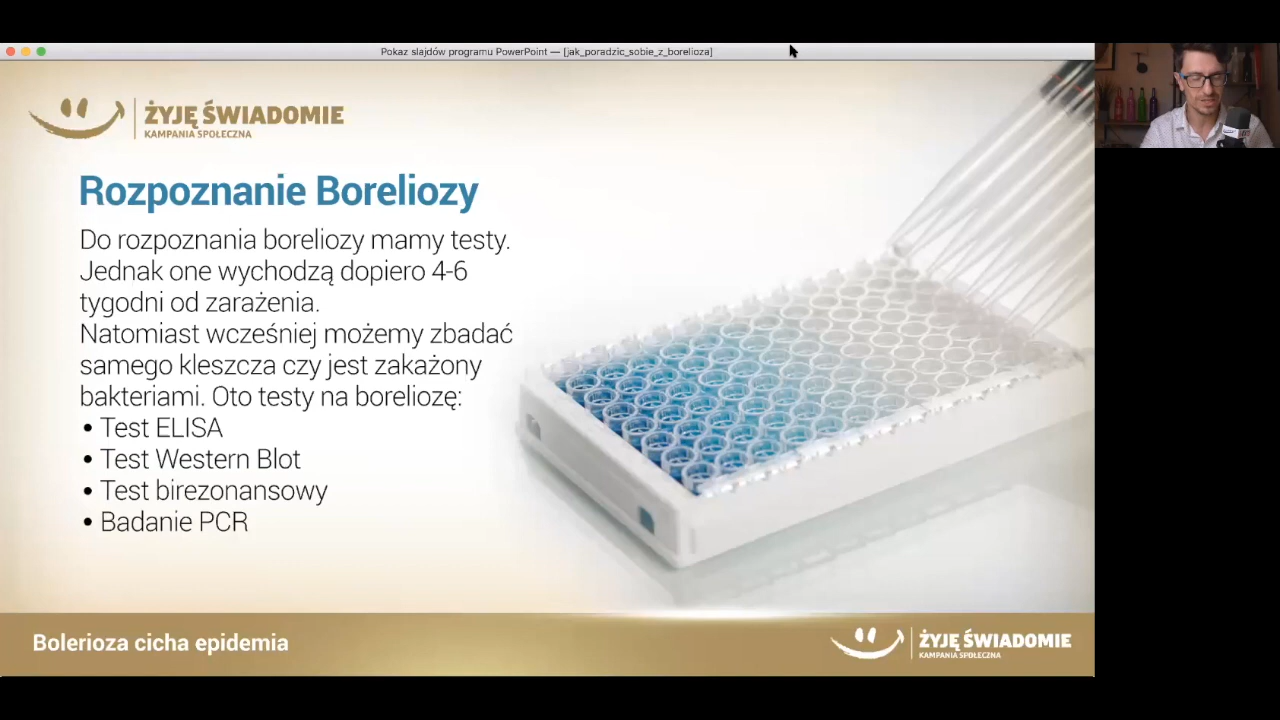 Pokaz slajdów programu PowerPoint — [jak_poradzic_sobie_z_borelioza]
ŻYJĘ ŚWIADOMIE
KAMPANIA SPOŁECZNA
Rozpoznanie Boreliozy
Do rozpoznania boreliozy mamy testy.
Jednak one wychodzą dopiero 4-6
tygodni od zarażenia.
Natomiast wcześniej możemy zbadać
samego kleszcza czy jest zakażony
bakteriami. Oto testy na boreliozę:
• Test ELISA
• Test Western Blot
• Test birezonansowy
• Badanie PCR
Bolerioza cicha epidemia
ŻYJĘ ŚWIADOMIE
KAMPANIA SPOŁECZNA